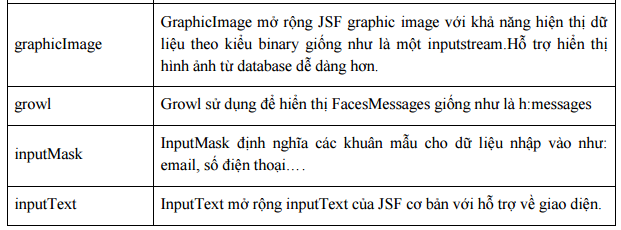 graphicImage
GraphicImage mở rộng JSF graphic image với khả năng hiện thị dữ
liệu theo kiểu binary giống như là một inputstream.Hỗ trợ hiển thị
hình ảnh từ database dễ dàng hơn.
growl
Growl sử dụng để hiển thị FacesMessages giống như là h:messages
inputMask
InputMask định nghĩa các khuân mẫu cho dữ liệu nhập vào như:
email, số điện thoại….
inputText
InputText mở rộng inputText của JSF cơ bản với hỗ trợ về giao diện.